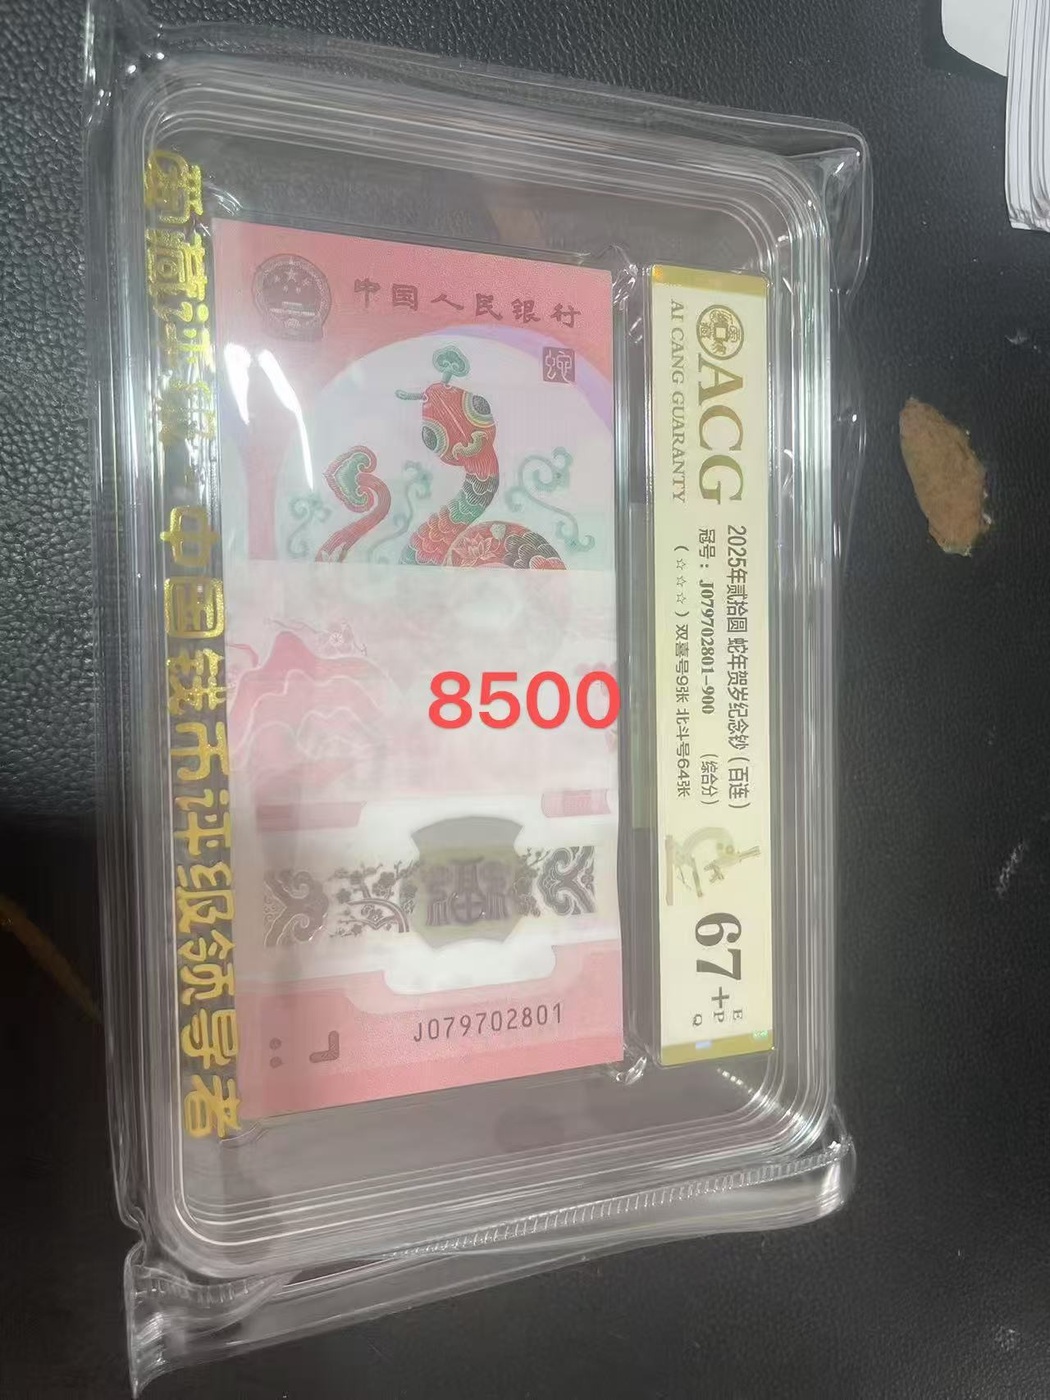 爱藏评级·中国钱币评级领导者
中国人民银行
蛇
J079702801
8500
ACG
AI CANG GUARANTY
2025年贰拾圆 蛇年贺岁纪念钞（百连）
冠号：J079702801-900 （综合分）
（☆☆☆）双喜号9张 北斗号64张
67+
E
P
Q